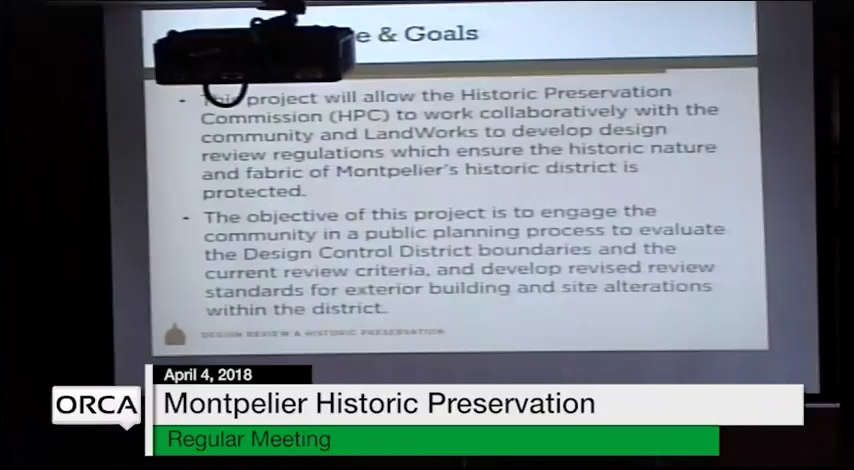 e & Goals
• This project will allow the Historic Preservation
Commission (HPC) to work collaboratively with the
community and LandWorks to develop design
review regulations which ensure the historic nature
and fabric of Montpelier's historic district is
protected.
• The objective of this project is to engage the
community in a public planning process to evaluate
the Design Control District boundaries and the
current review criteria, and develop revised review
standards for exterior building and site alterations
within the district.
DESIGN REVIEW & HISTORIC PRESERVATION
April 4, 2018
ORCA
Montpelier Historic Preservation
Regular Meeting